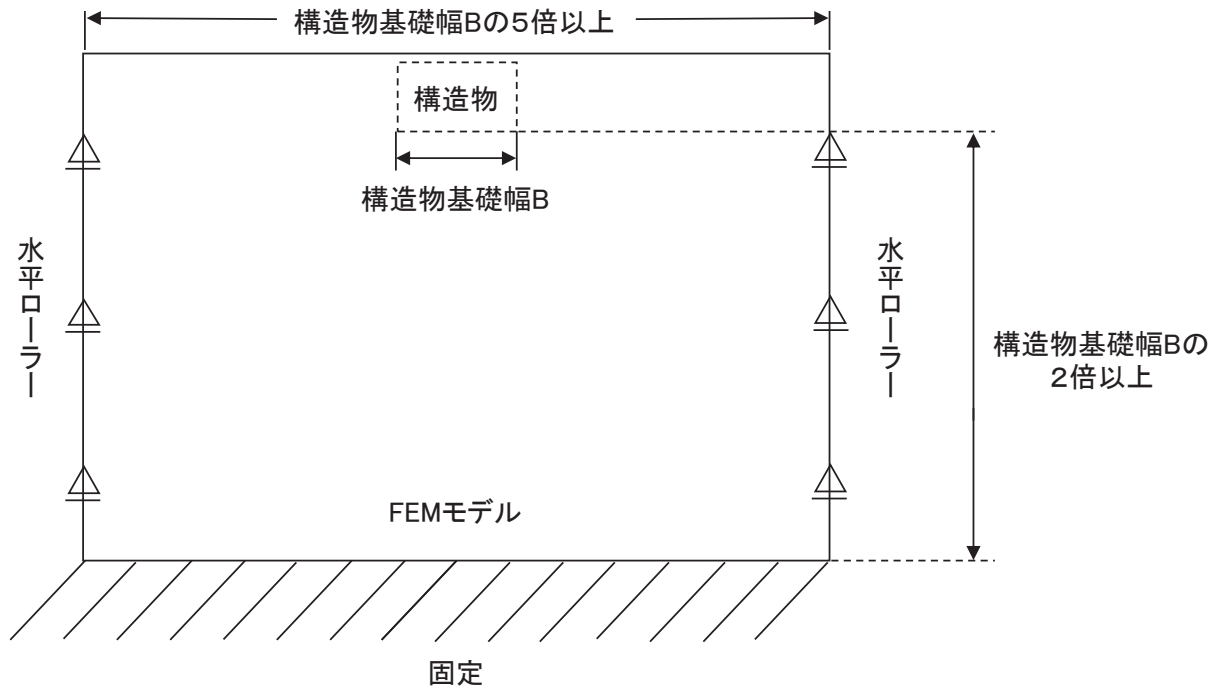 構造物基礎幅Bの5倍以上
構造物
構造物基礎幅B
水平ローラー
水平ローラー
構造物基礎幅Bの
2倍以上
FEMモデル
固定